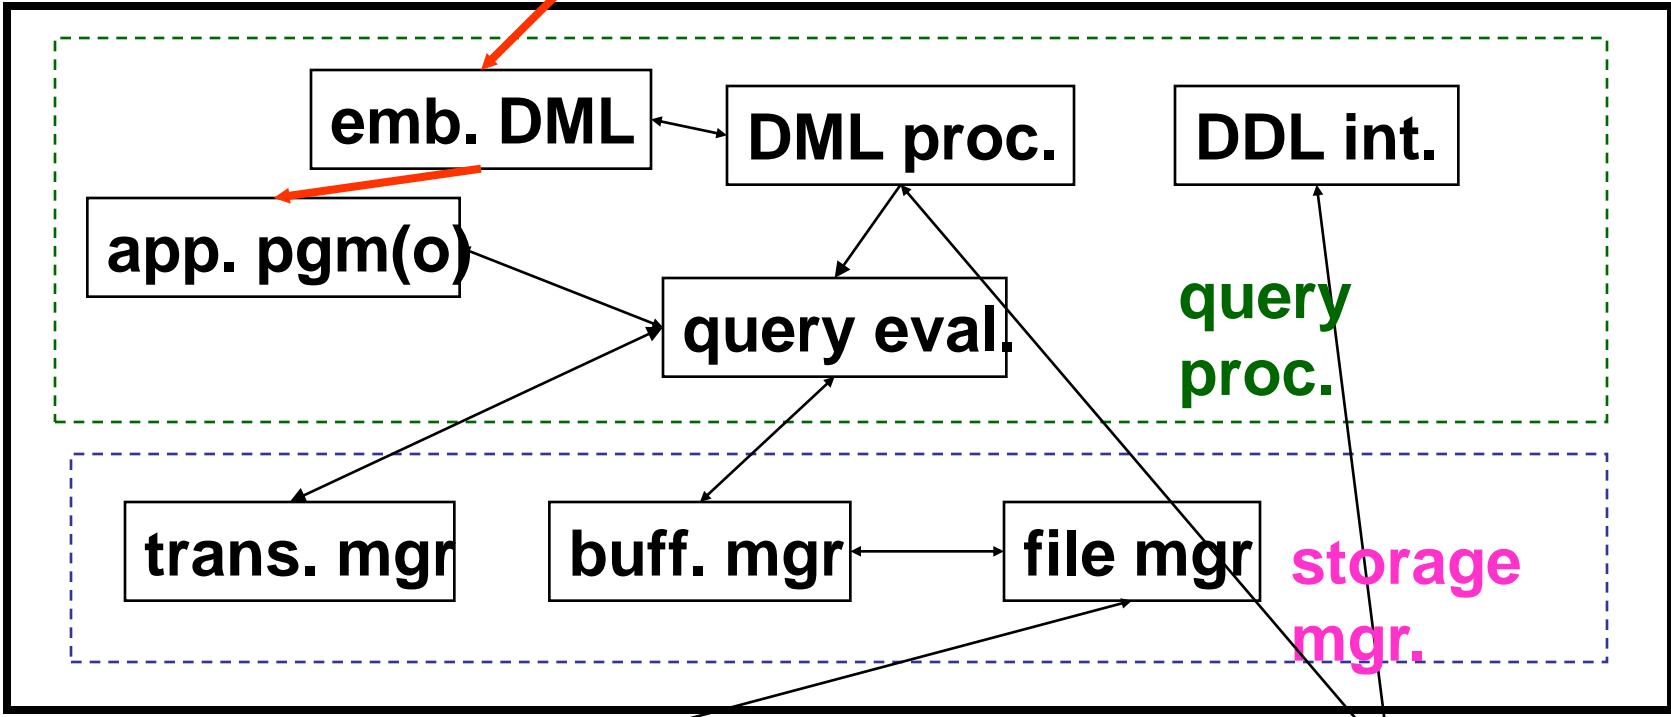 emb. DML
DML proc.
DDL int.
app. pgm(o)
query eval.
query
proc.
trans. mgr
buff. mgr
file mgr
storage
mgr.